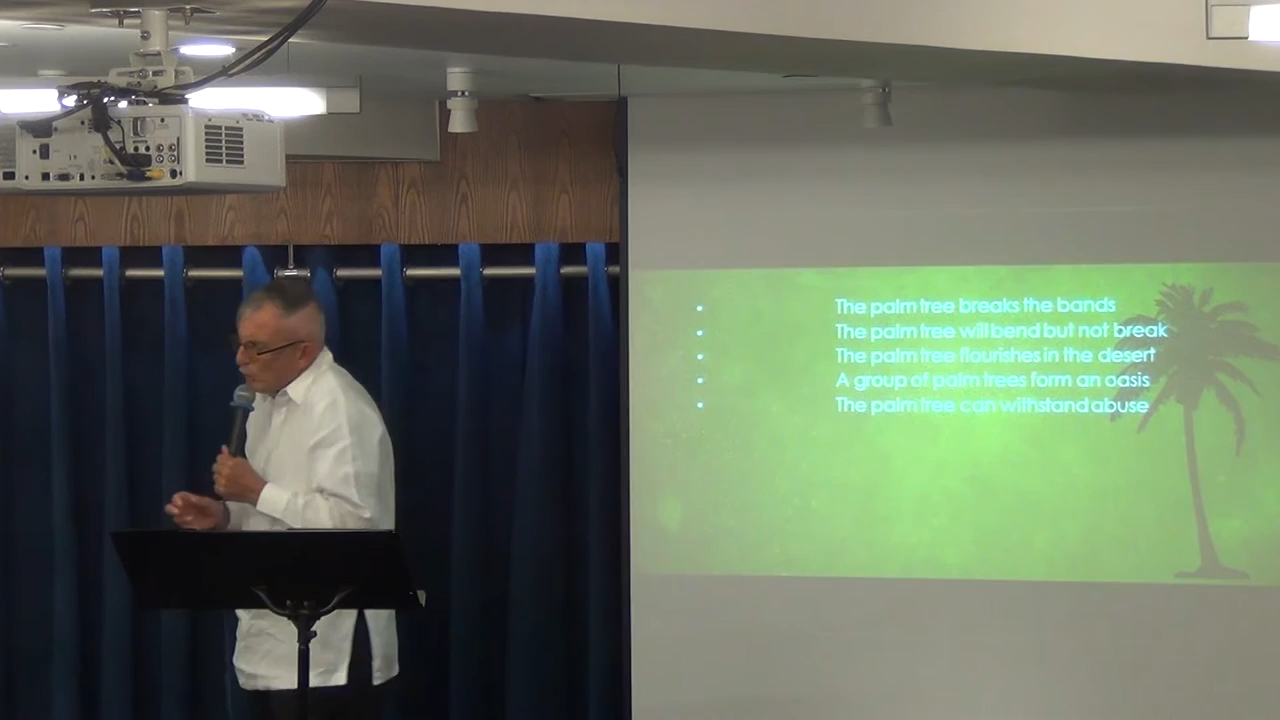 • The palm tree breaks the bands
• The palm tree will bend but not break
• The palm tree flourishes in the desert
• A group of palm trees form an oasis
• The palm tree can withstand abuse